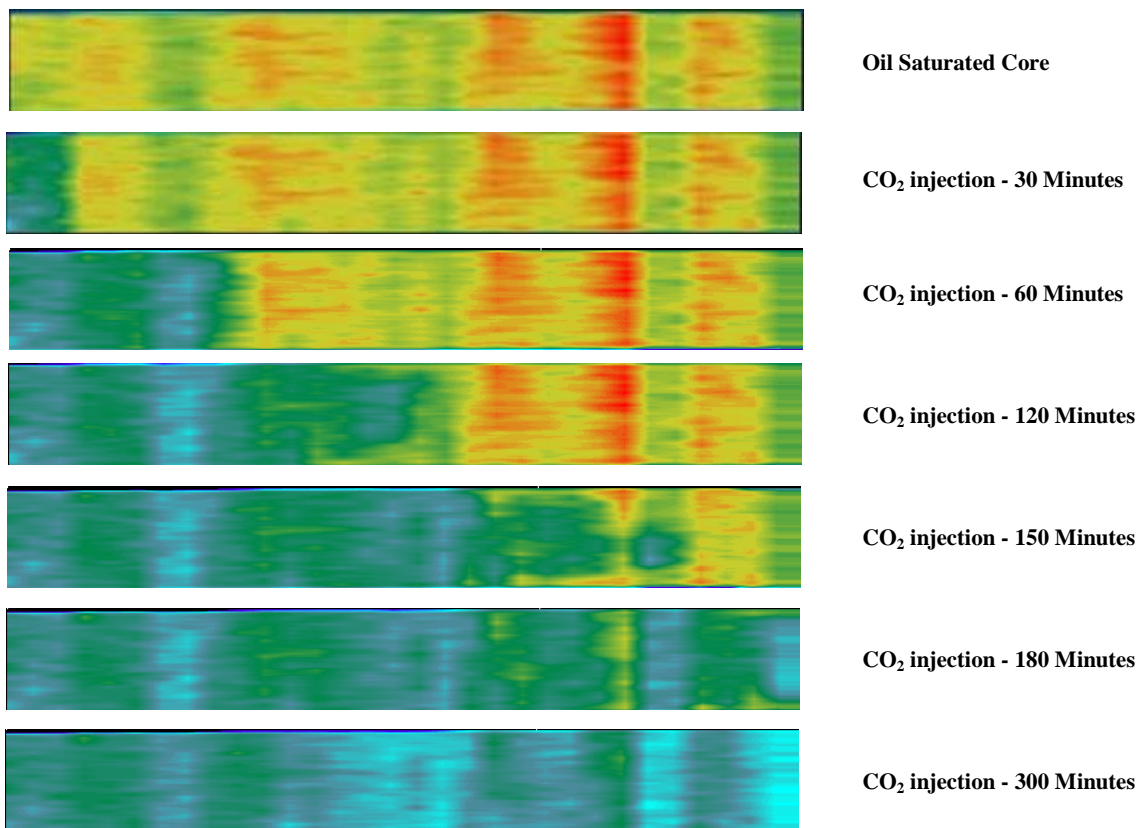 Oil Saturated Core
CO₂ injection - 30 Minutes
CO₂ injection - 60 Minutes
CO₂ injection - 120 Minutes
CO₂ injection - 150 Minutes
CO₂ injection - 180 Minutes
CO₂ injection - 300 Minutes